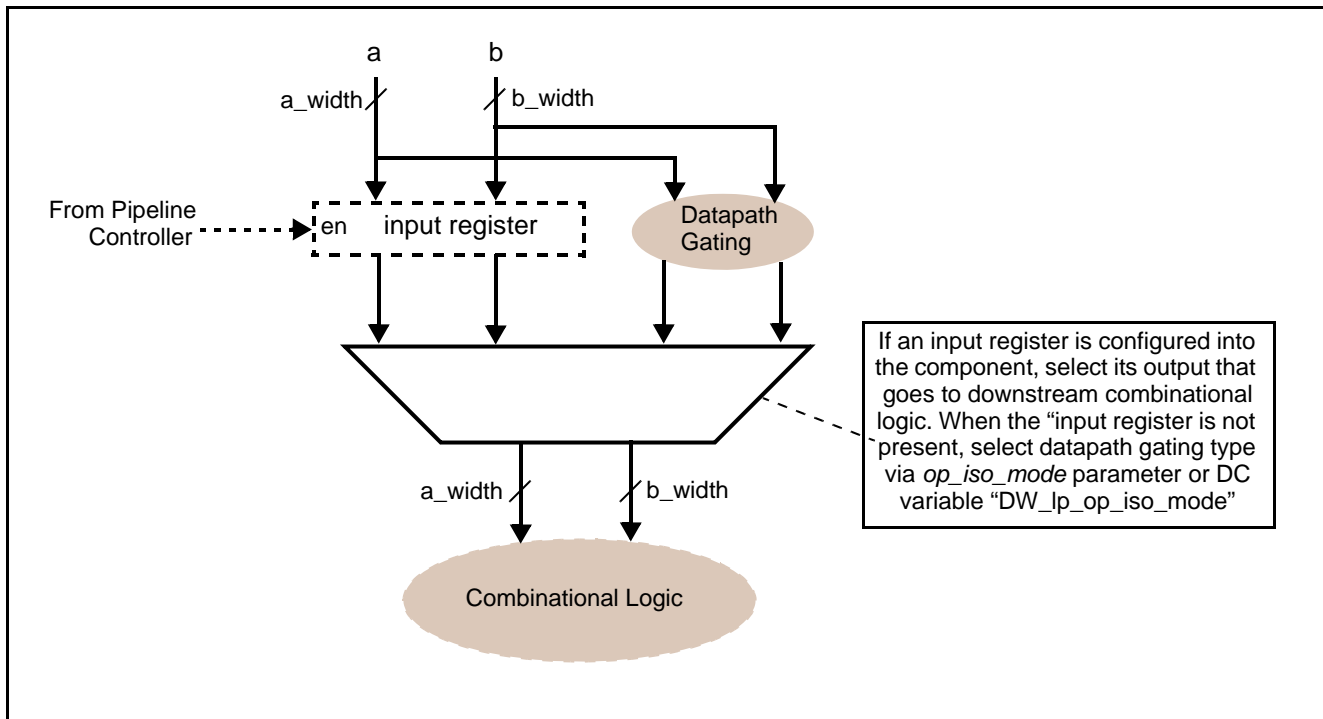 a
b
a_width
b_width
From Pipeline
Controller
en
input register
Datapath
Gating
If an input register is configured into
the component, select its output that
goes to downstream combinational
logic. When the “input register is not
present, select datapath gating type
via op_iso_mode parameter or DC
variable “DW_lp_op_iso_mode”
a_width
b_width
Combinational Logic